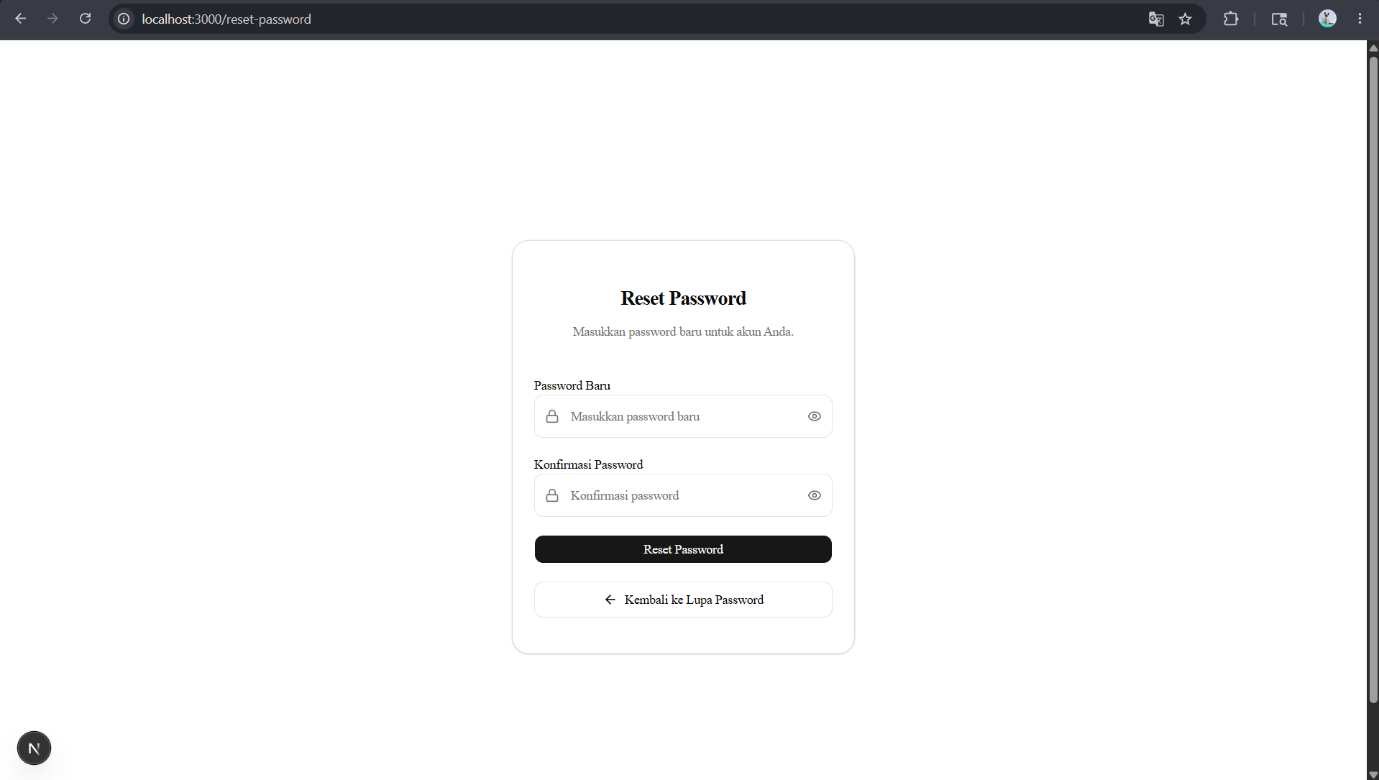 localhost:3000/reset-password
Reset Password
Masukkan password baru untuk akun Anda.
Password Baru
Masukkan password baru
Konfirmasi Password
Konfirmasi password
Reset Password
Kembali ke Lupa Password
N